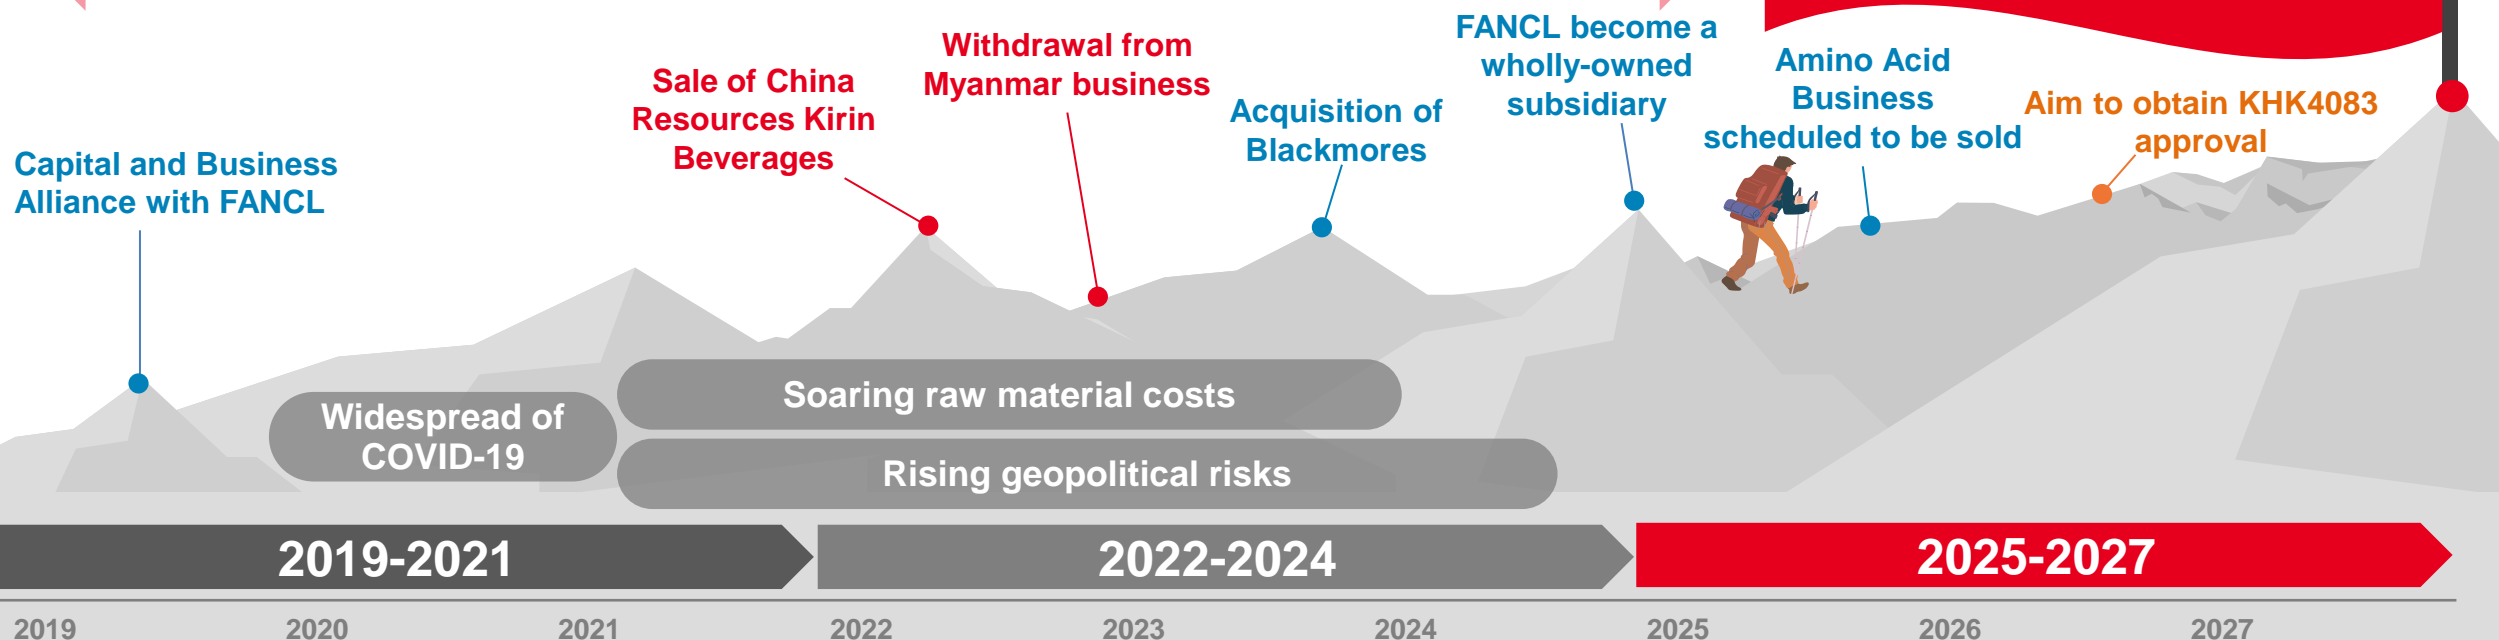 Capital and Business
Alliance with FANCL
Sale of China
Resources Kirin
Beverages
Withdrawal from
Myanmar business
Acquisition of
Blackmores
FANCL become a
wholly-owned
subsidiary
Amino Acid
Business
scheduled to be sold
Aim to obtain KHK4083
approval
Widespread of
COVID-19
Soaring raw material costs
Rising geopolitical risks
2019-2021
2022-2024
2025-2027
2019
2020
2021
2022
2023
2024
2025
2026
2027